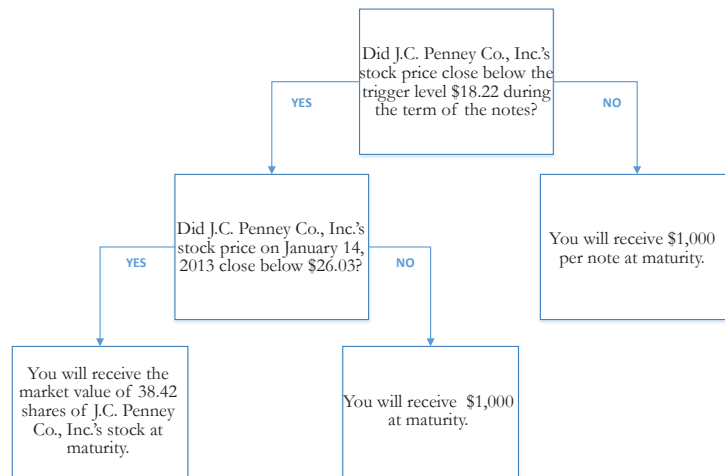 Did J.C. Penney Co., Inc.'s
stock price close below the
trigger level $18.22 during
the term of the notes?
YES
NO
Did J.C. Penney Co., Inc.'s
stock price on January 14,
2013 close below $26.03?
You will receive $1,000
per note at maturity.
YES
NO
You will receive the
market value of 38.42
shares of J.C. Penney
Co., Inc.'s stock at
maturity.
You will receive $1,000
at maturity.